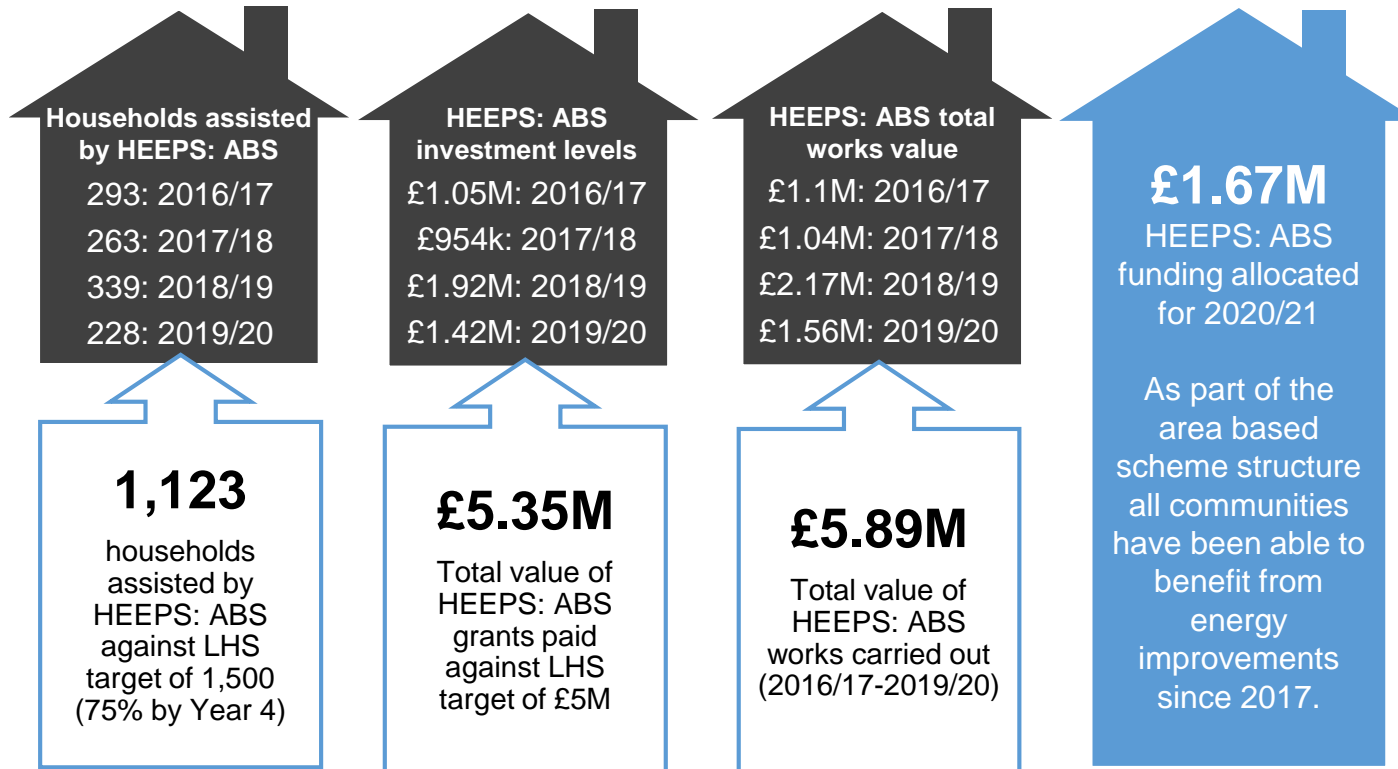 Households assisted
by HEEPS: ABS
293: 2016/17
263: 2017/18
339: 2018/19
228: 2019/20
1,123
households
assisted by
HEEPS: ABS
against LHS
target of 1,500
(75% by Year 4)
HEEPS: ABS
investment levels
£1.05M: 2016/17
£954k: 2017/18
£1.92M: 2018/19
£1.42M: 2019/20
£5.35M
Total value of
HEEPS: ABS
grants paid
against LHS
target of £5M
HEEPS: ABS total
works value
£1.1M: 2016/17
£1.04M: 2017/18
£2.17M: 2018/19
£1.56M: 2019/20
£5.89M
Total value of
HEEPS: ABS
works carried out
(2016/17-2019/20)
£1.67M
HEEPS: ABS
funding allocated
for 2020/21
As part of the
area based
scheme structure
all communities
have been able to
benefit from
energy
improvements
since 2017.